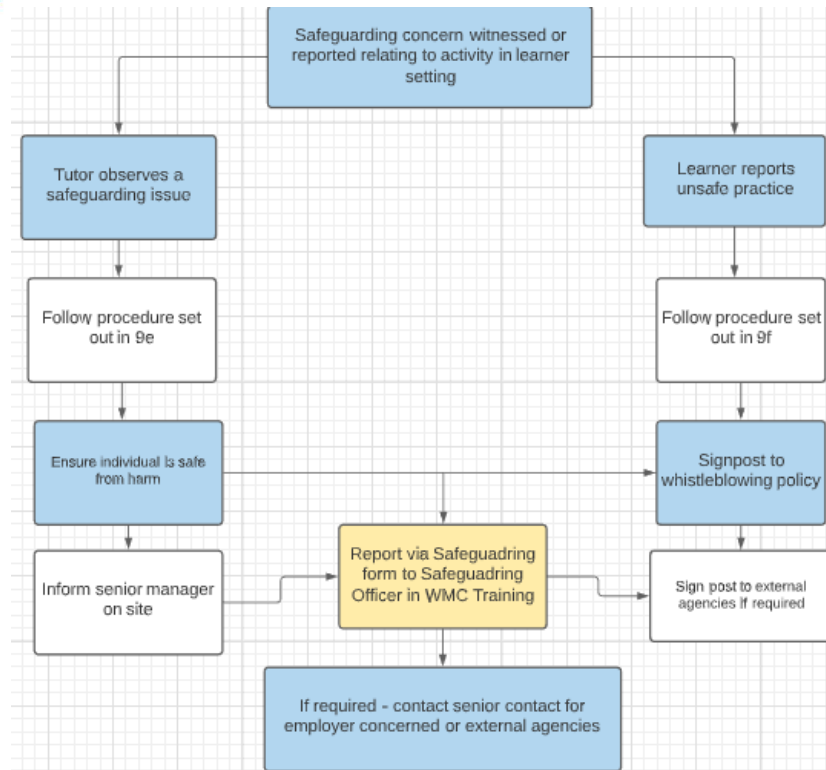 Safeguarding concern witnessed or
reported relating to activity in learner
setting
Tutor observes a
safeguarding issue
Learner reports
unsafe practice
Follow procedure set
out in 9e
Follow procedure set
out in 9f
Ensure individual is safe
from harm
Signpost to
whistleblowing policy
Inform senior manager
on site
Report via Safeguadring
form to Safeguadring
Officer in WMC Training
Sign post to external
agencies if required
If required - contact senior contact for
employer concerned or external agencies